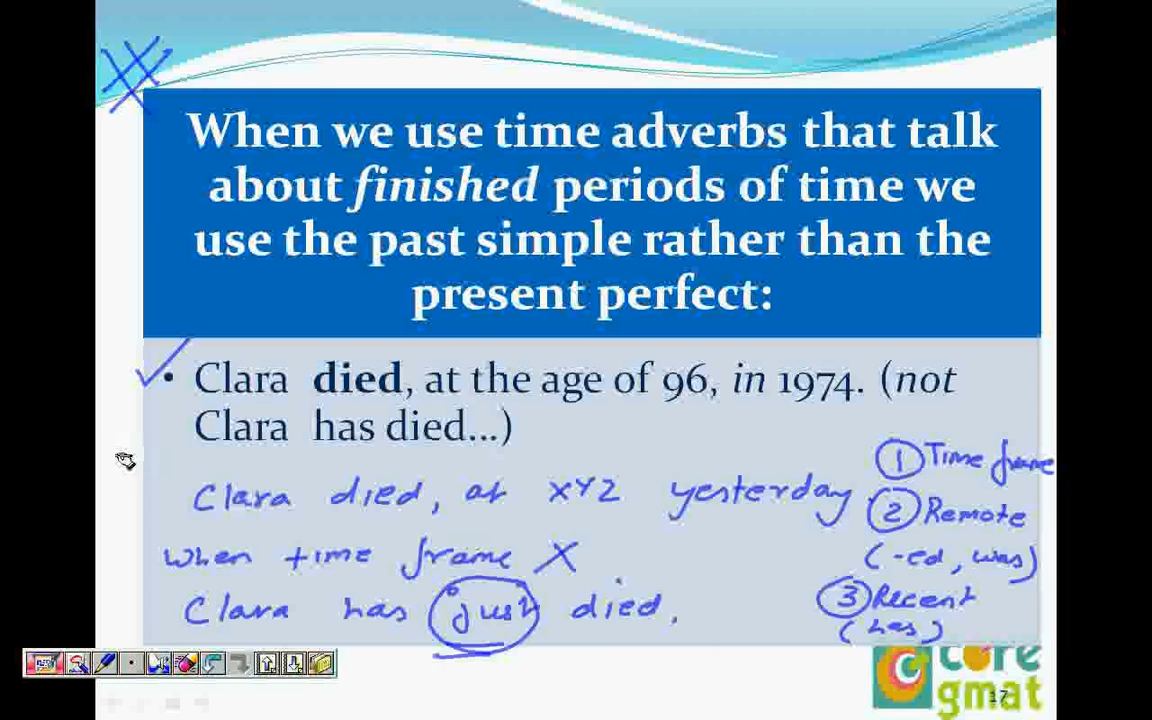 When we use time adverbs that talk
about finished periods of time we
use the past simple rather than the
present perfect:
• Clara died, at the age of 96, in 1974. (not
Clara has died...)
Clara died, at XYZ yesterday
when time frame X
Clara has just died.
① Time frame
② Remote
(-ed, was)
③ Recent
(has)
core
gmat
17